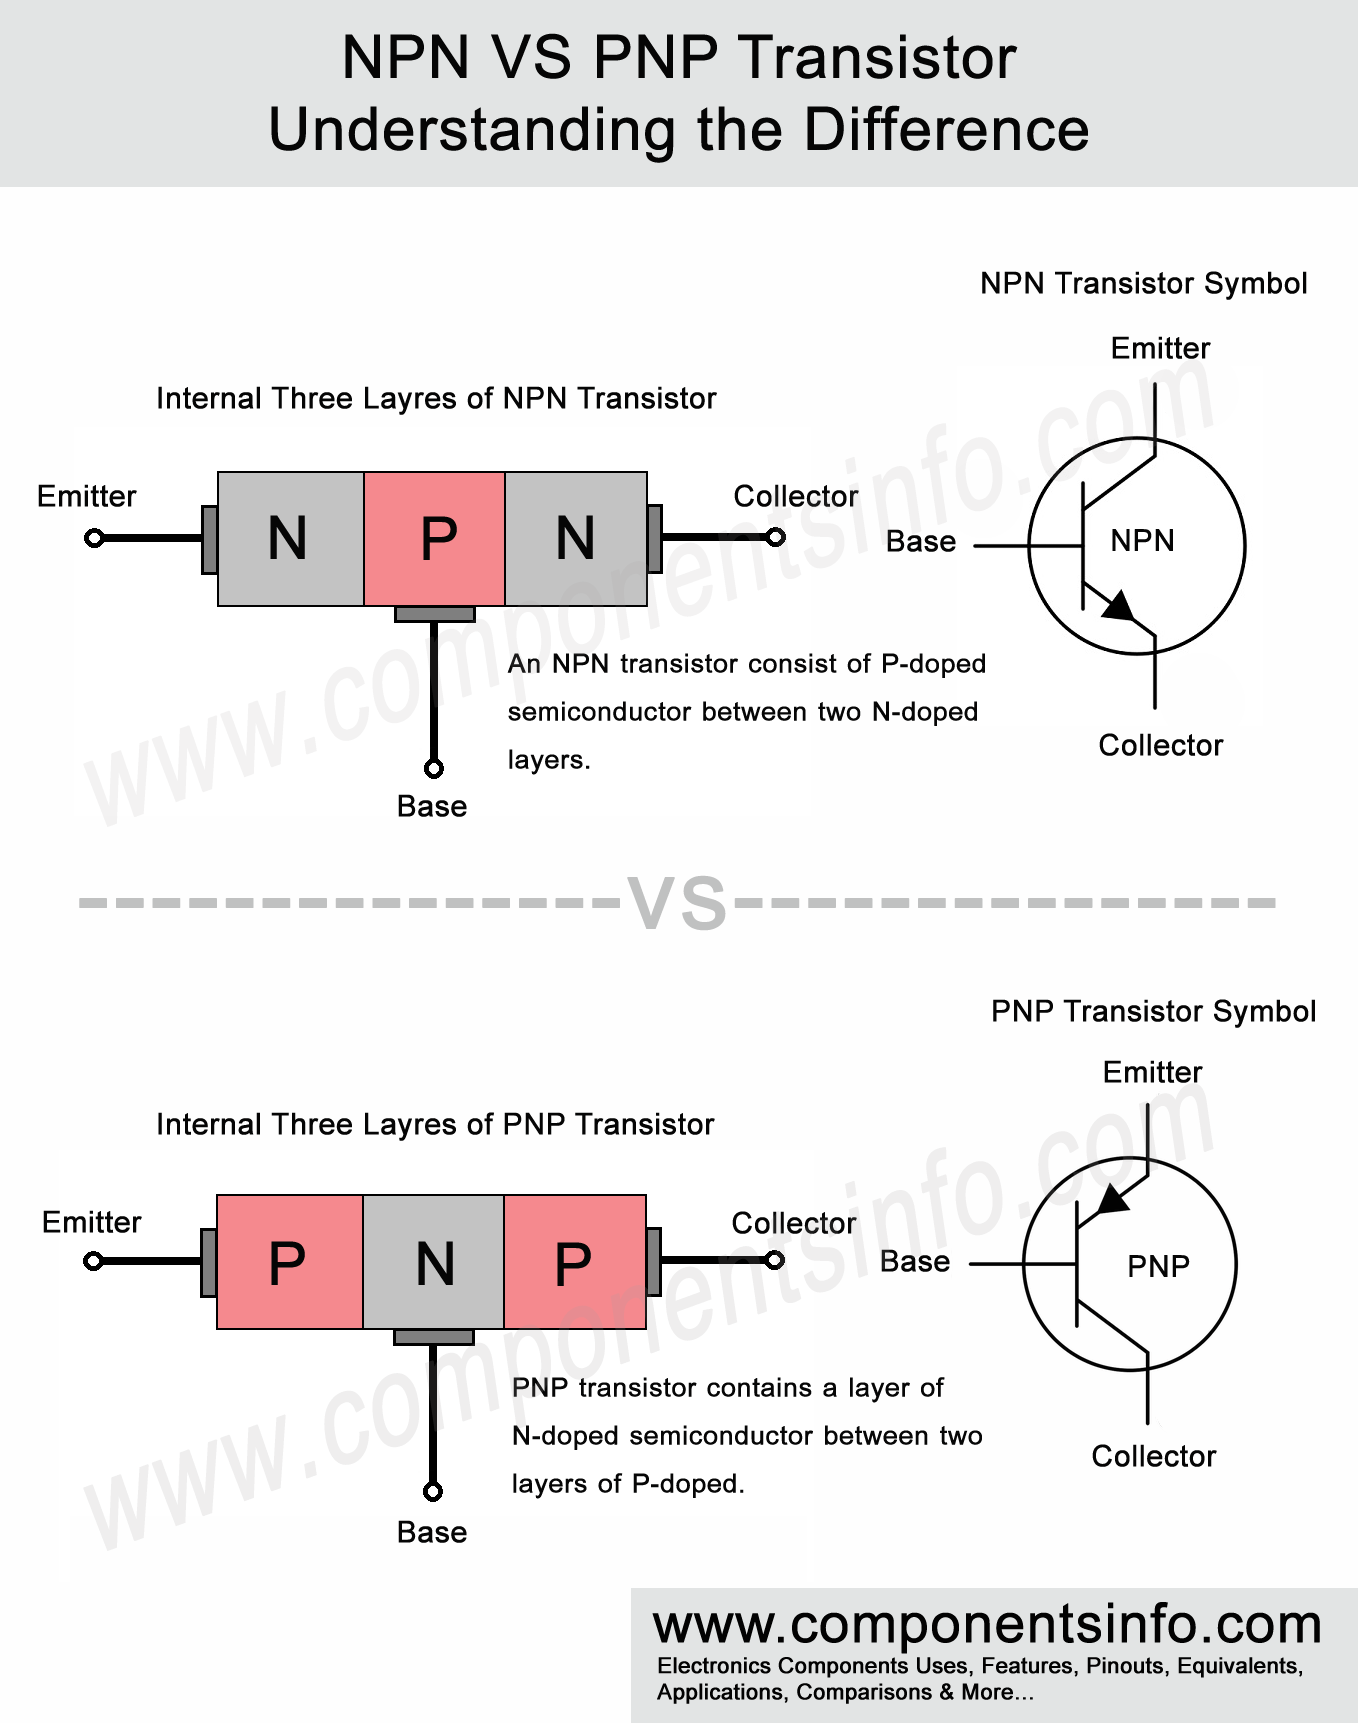 NPN VS PNP Transistor
Understanding the Difference
NPN Transistor Symbol
Emitter
Internal Three Layres of NPN Transistor
Emitter
N
P
N
Collector
Base
NPN
An NPN transistor consist of P-doped
semiconductor between two N-doped
layers.
Collector
Base
www.componentsinfo.com
VS
PNP Transistor Symbol
Emitter
Internal Three Layres of PNP Transistor
Emitter
P
N
P
Collector
Base
PNP
PNP transistor contains a layer of
N-doped semiconductor between two
layers of P-doped.
Collector
Base
www.componentsinfo.com
www.componentsinfo.com
Electronics Components Uses, Features, Pinouts, Equivalents,
Applications, Comparisons & More...